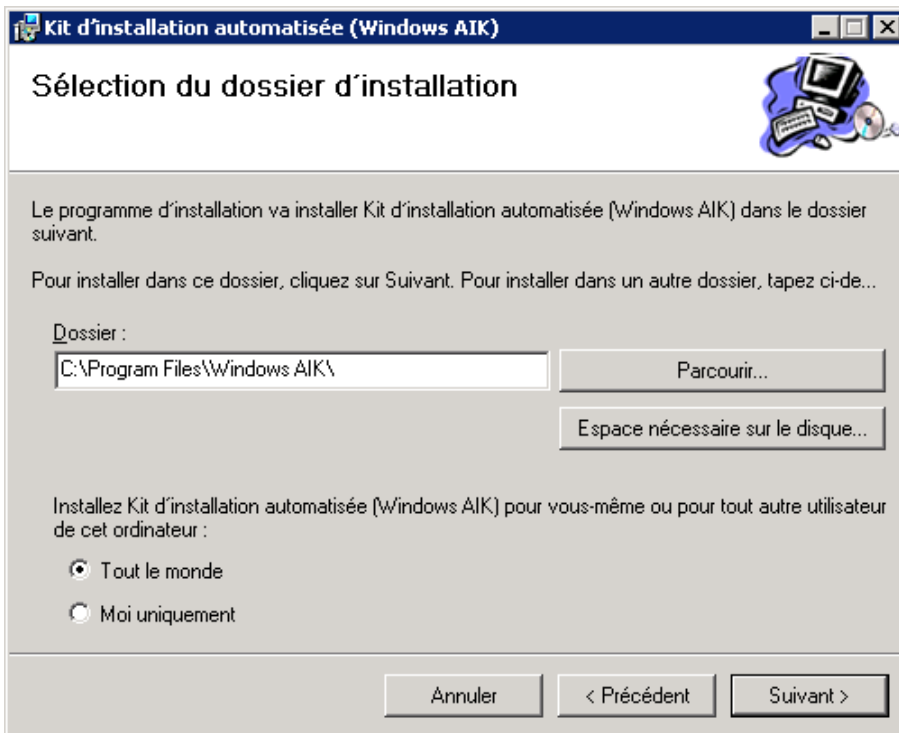 Kit d'installation automatisée (Windows AIK)
Sélection du dossier d'installation
Le programme d'installation va installer Kit d'installation automatisée (Windows AIK) dans le dossier
suivant.
Pour installer dans ce dossier, cliquez sur Suivant. Pour installer dans un autre dossier, tapez ci-de...
Dossier :
C:\Program Files\Windows AIK\
Parcourir...
Espace nécessaire sur le disque...
Installez Kit d'installation automatisée (Windows AIK) pour vous-même ou pour tout autre utilisateur
de cet ordinateur :
Tout le monde
Moi uniquement
Annuler
< Précédent
Suivant >